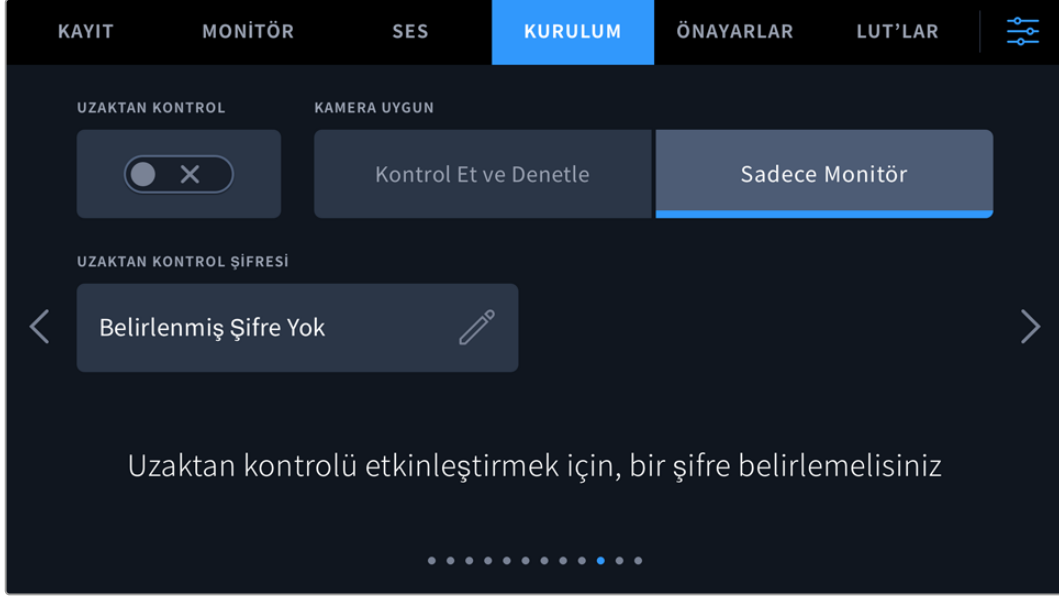 KAYIT MONİTÖR SES KURULUM ÖNAYARLAR LUT’LAR
UZAKTAN KONTROL KAMERA UYGUN
Kontrol Et ve Denetle Sadece Monitör
UZAKTAN KONTROL ŞİFRESİ
Belirlenmiş Şifre Yok
Uzaktan kontrolü etkinleştirmek için, bir şifre belirlemelisiniz